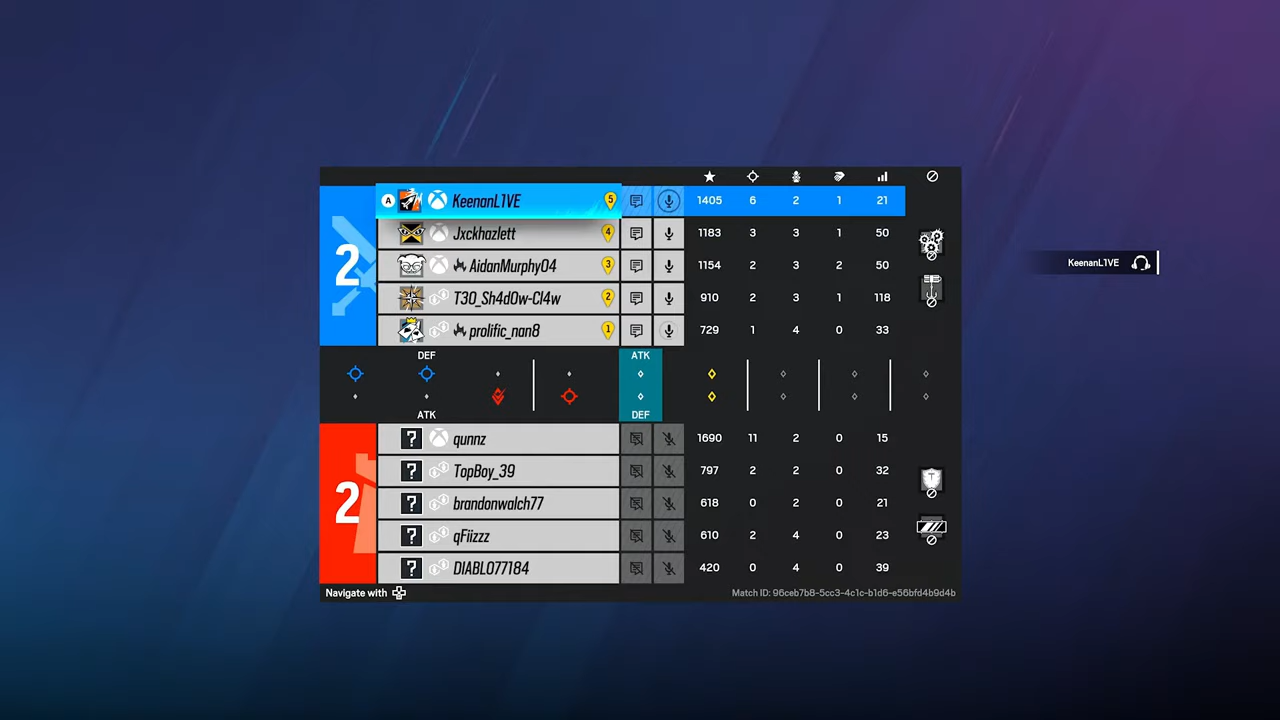 A KeenanL1VE 5 1405 6 2 1 21
Jxckhazlett 4 1183 3 3 1 50
AidanMurphy04 3 1154 2 3 2 50
T30_Sh4d0w-Cl4w 2 910 2 3 1 118
prolific_nan8 1 729 1 4 0 33
2
KeenanL1VE
DEF ATK
ATK DEF
2
? qunnz 1690 11 2 0 15
? TopBoy_39 797 2 2 0 32
? brandonwalch77 618 0 2 0 21
? qFiizzz 610 2 4 0 23
? DIABLO77184 420 0 4 0 39
Navigate with
Match ID: 96ceb7b8-5cc3-4c1c-b1d6-e56bfd4b9d4b